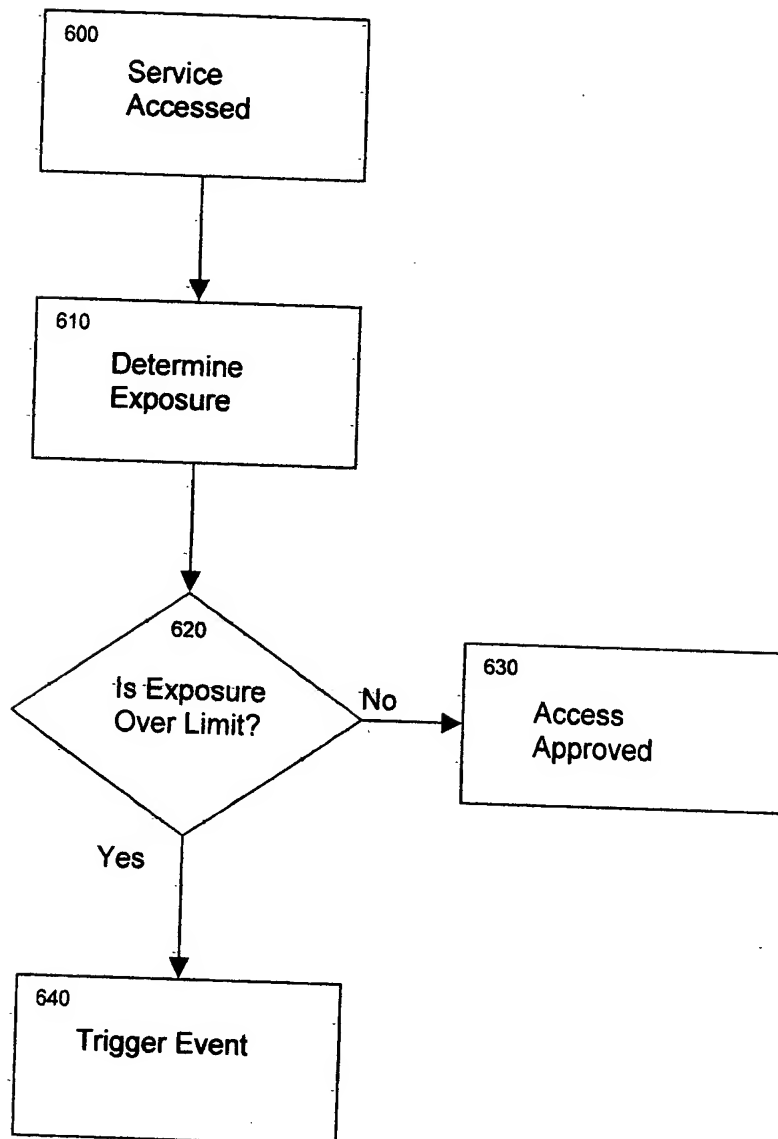 600
Service
Accessed
610
Determine
Exposure
620
Is Exposure
Over Limit?
No
630
Access
Approved
Yes
640
Trigger Event